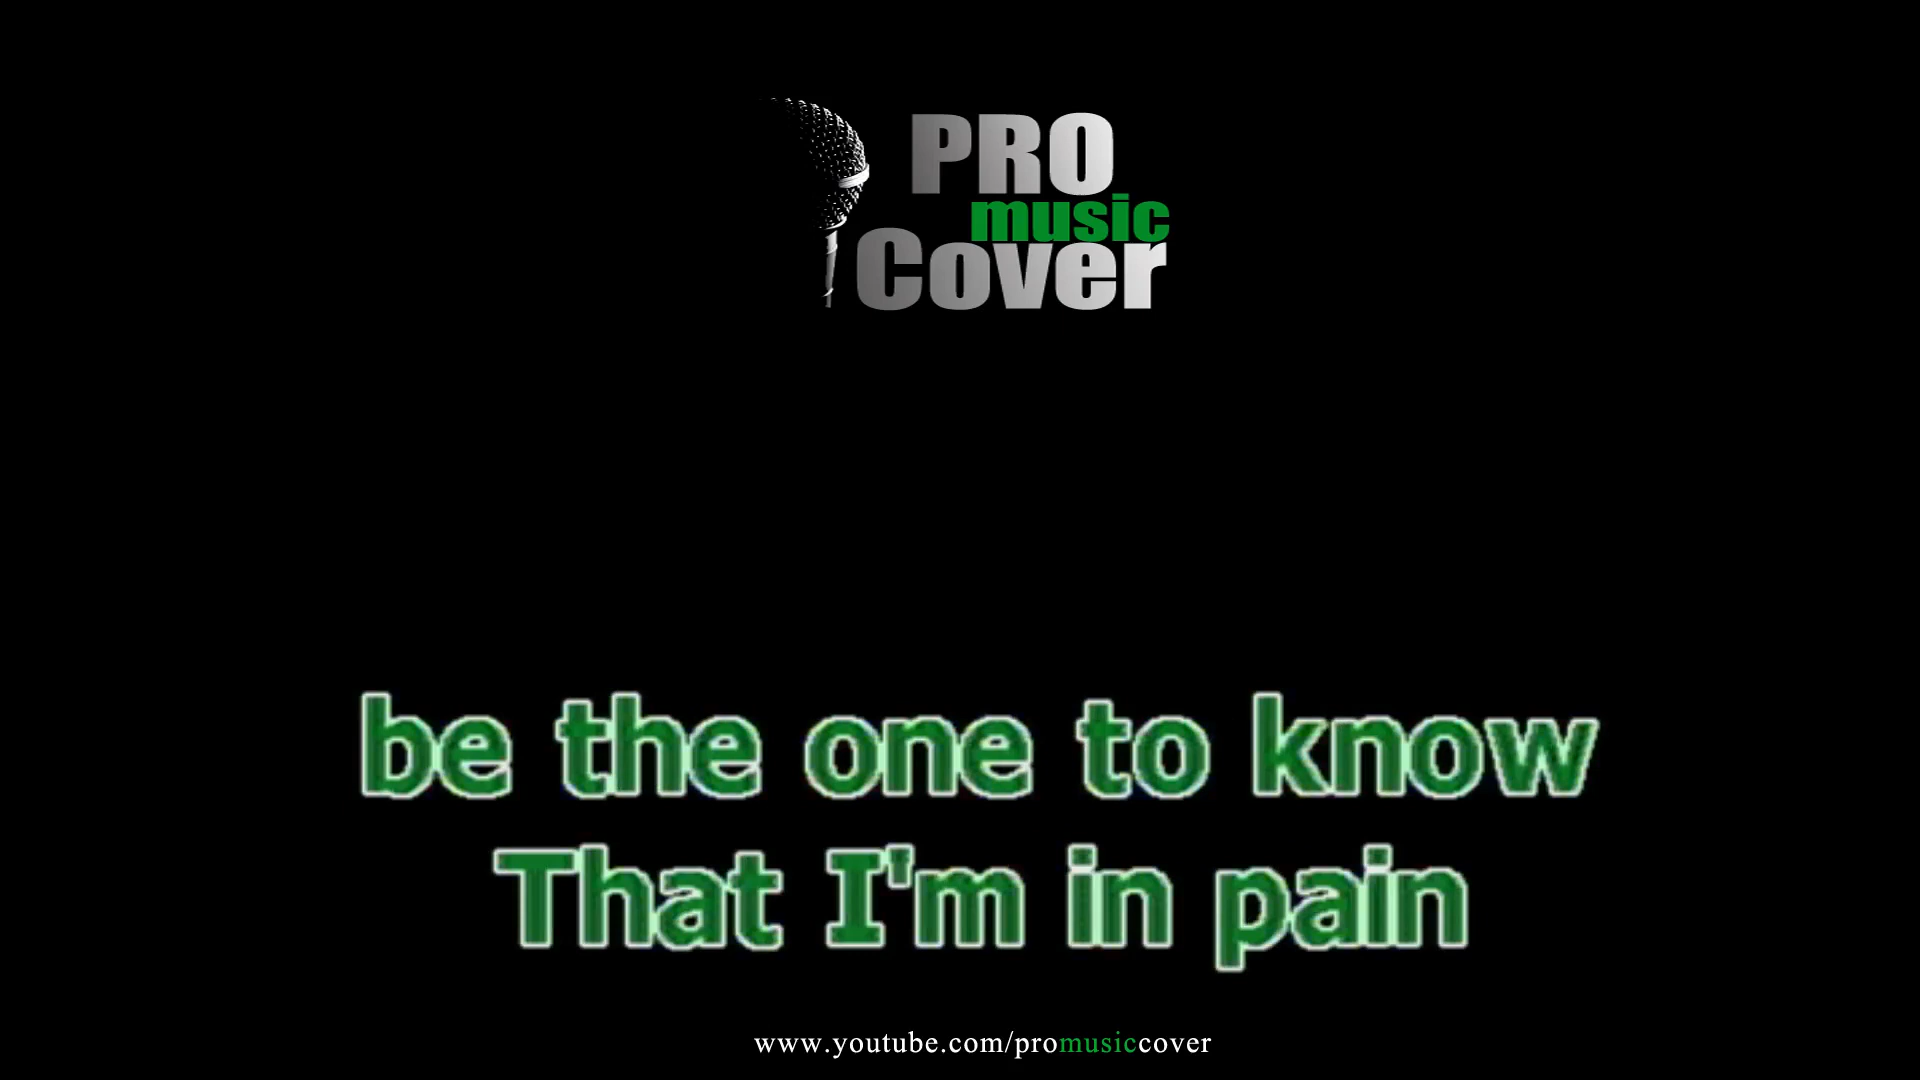 PRO
music
Cover
be the one to know
That I'm in pain
www.youtube.com/promusiccover